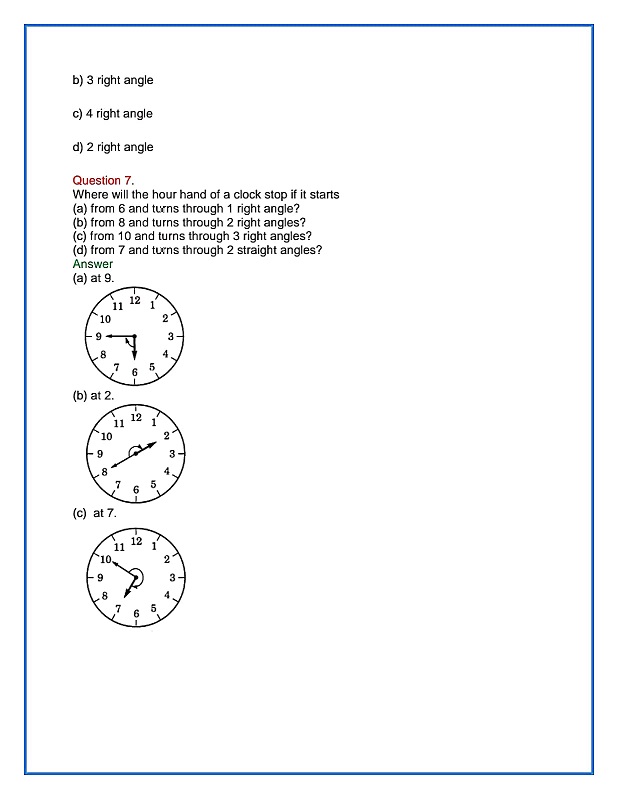 b) 3 right angle
c) 4 right angle
d) 2 right angle
Question 7.
Where will the hour hand of a clock stop if it starts
(a) from 6 and turns through 1 right angle?
(b) from 8 and turns through 2 right angles?
(c) from 10 and turns through 3 right angles?
(d) from 7 and turns through 2 straight angles?
Answer
(a) at 9.
12
11 1
10 2
9 3
8 4
7 5
6
(b) at 2.
12
11 1
10 2
9 3
8 4
7 5
6
(c) at 7.
12
11 1
10 2
9 3
8 4
7 5
6